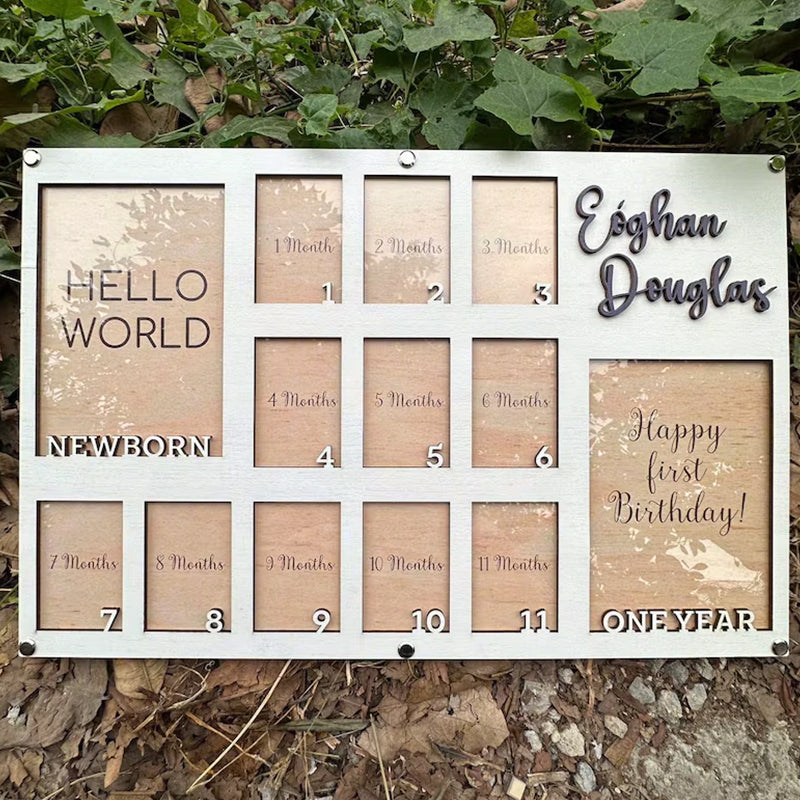 HELLO
WORLD
NEWBORN
1 Month
1
2 Months
2
3 Months
3
Eóghan
Douglas
4 Months
4
5 Months
5
6 Months
6
7 Months
7
8 Months
8
9 Months
9
10 Months
10
11 Months
11
Happy
first
Birthday!
ONE YEAR